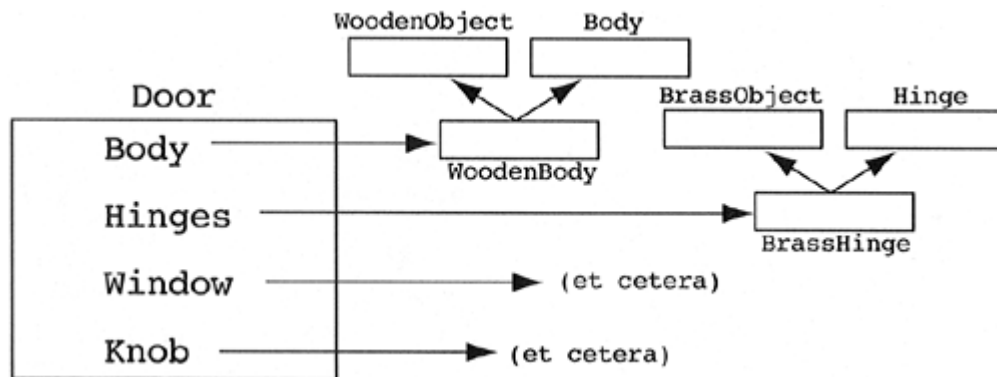 WoodenObject
Body
BrassObject
Hinge
Door
Body
WoodenBody
Hinges
BrassHinge
Window
(et cetera)
Knob
(et cetera)